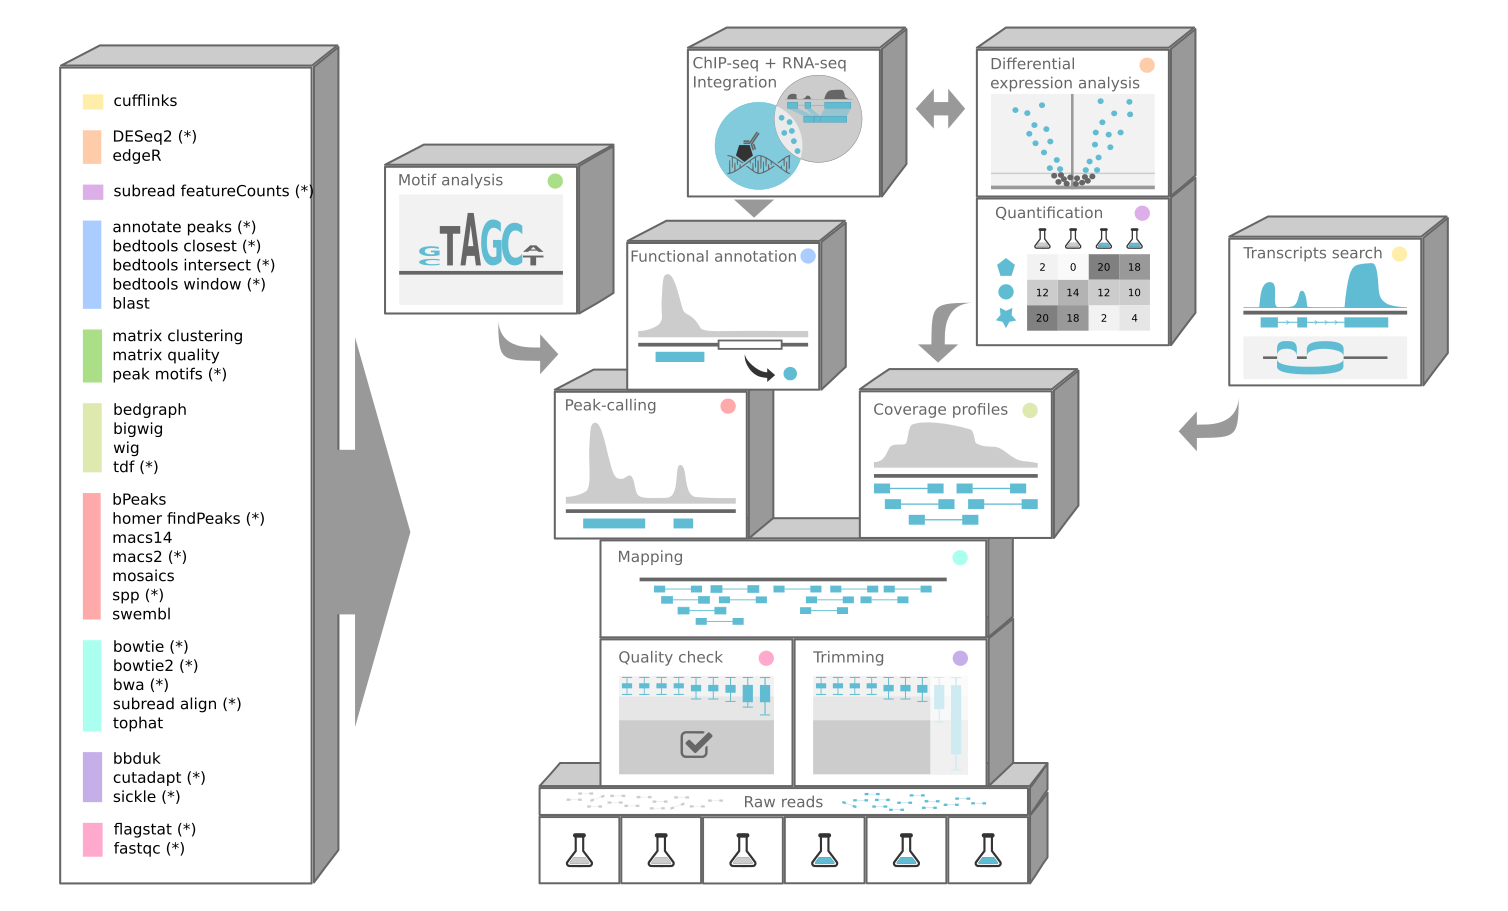 cufflinks
DESeq2 (*)
edgeR
subread featureCounts (*)
annotate peaks (*)
bedtools closest (*)
bedtools intersect (*)
bedtools window (*)
blast
matrix clustering
matrix quality
peak motifs (*)
bedgraph
bigwig
wig
tdf (*)
bPeaks
homer findPeaks (*)
macs14
macs2 (*)
mosaics
spp (*)
swembl
bowtie (*)
bowtie2 (*)
bwa (*)
subread align (*)
tophat
bbduk
cutadapt (*)
sickle (*)
flagstat (*)
fastqc (*)
Motif analysis
G
C
TAGC
A
T
ChIP-seq + RNA-seq
Integration
Differential
expression analysis
Functional annotation
Quantification
2 0 20 18
12 14 12 10
20 18 2 4
Transcripts search
Peak-calling
Coverage profiles
Mapping
Quality check
Trimming
Raw reads